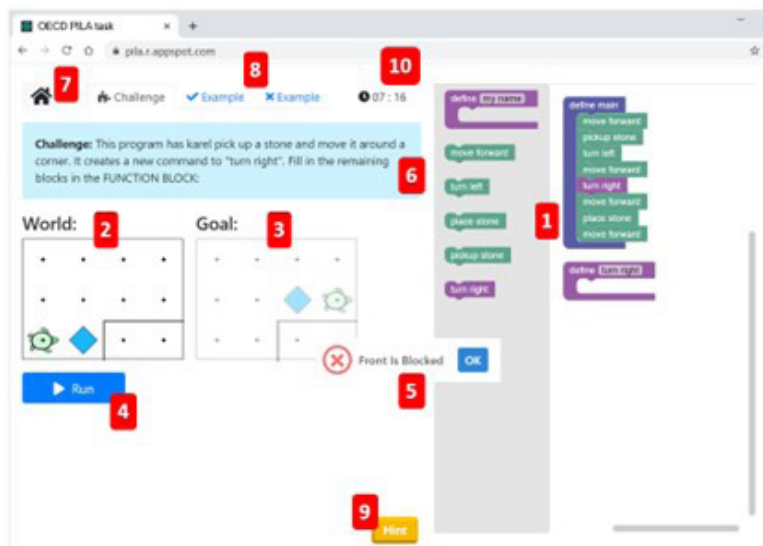 OECD PILA task × +
pila.r.appspot.com
7
8
10
Challenge
Example
Example
07 : 16
Challenge: This program has karel pick up a stone and move it around a
corner. It creates a new command to "turn right". Fill in the remaining
blocks in the FUNCTION BLOCK:
6
World:
2
Goal:
3
Front Is Blocked
OK
5
Run
4
9
Hint
define my name
move forward
turn left
place stone
pickup stone
turn right
1
define main
move forward
pickup stone
turn left
move forward
turn right
move forward
place stone
move forward
define turn right